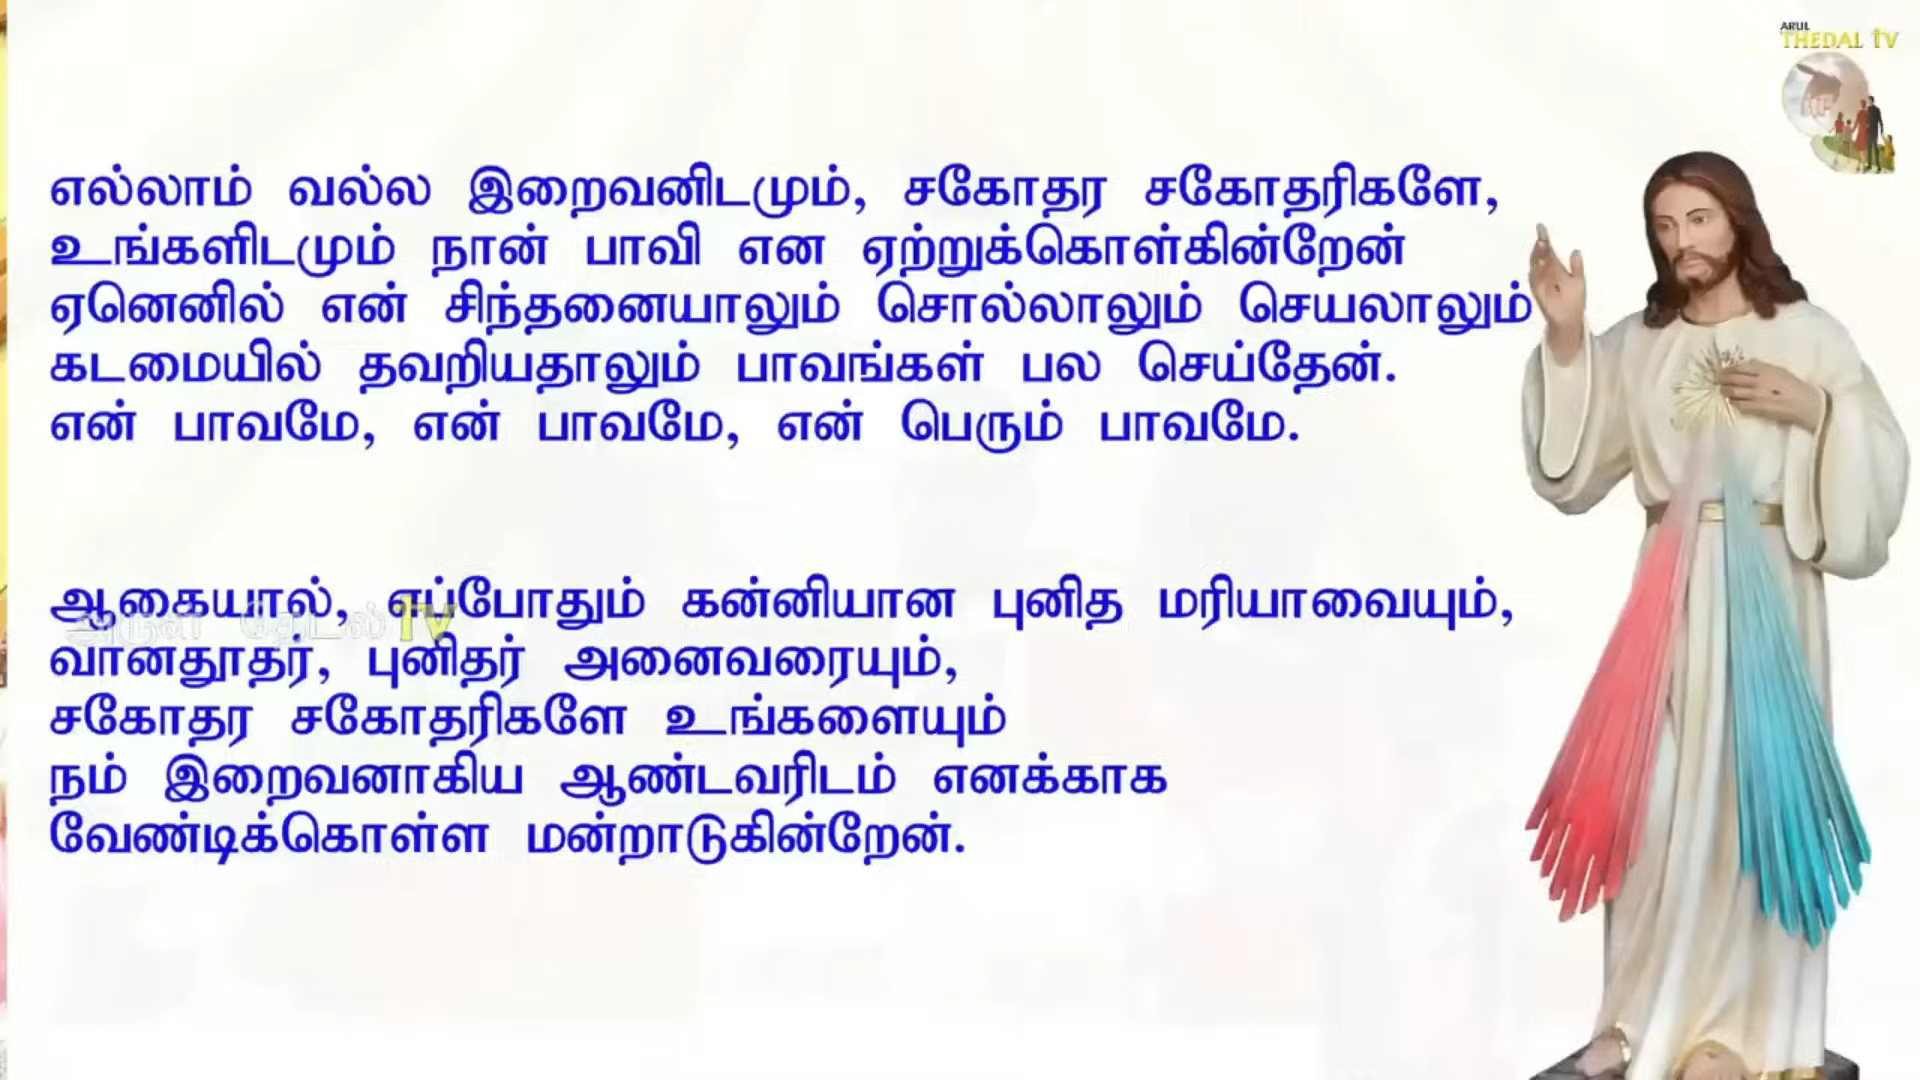 ARUL
THEDAL TV
எல்லாம் வல்ல இறைவனிடமும், சகோதர சகோதரிகளே,
உங்களிடமும் நான் பாவி என ஏற்றுக்கொள்கின்றேன்
ஏனெனில் என் சிந்தனையாலும் சொல்லாலும் செயலாலும்
கடமையில் தவறியதாலும் பாவங்கள் பல செய்தேன்.
என் பாவமே, என் பாவமே, என் பெரும் பாவமே.
ஆகையால், எப்போதும் கன்னியான புனித மரியாவையும்,
அருள் தேடல் TV
வானதூதர், புனிதர் அனைவரையும்,
சகோதர சகோதரிகளே உங்களையும்
நம் இறைவனாகிய ஆண்டவரிடம் எனக்காக
வேண்டிக்கொள்ள மன்றாடுகின்றேன்.